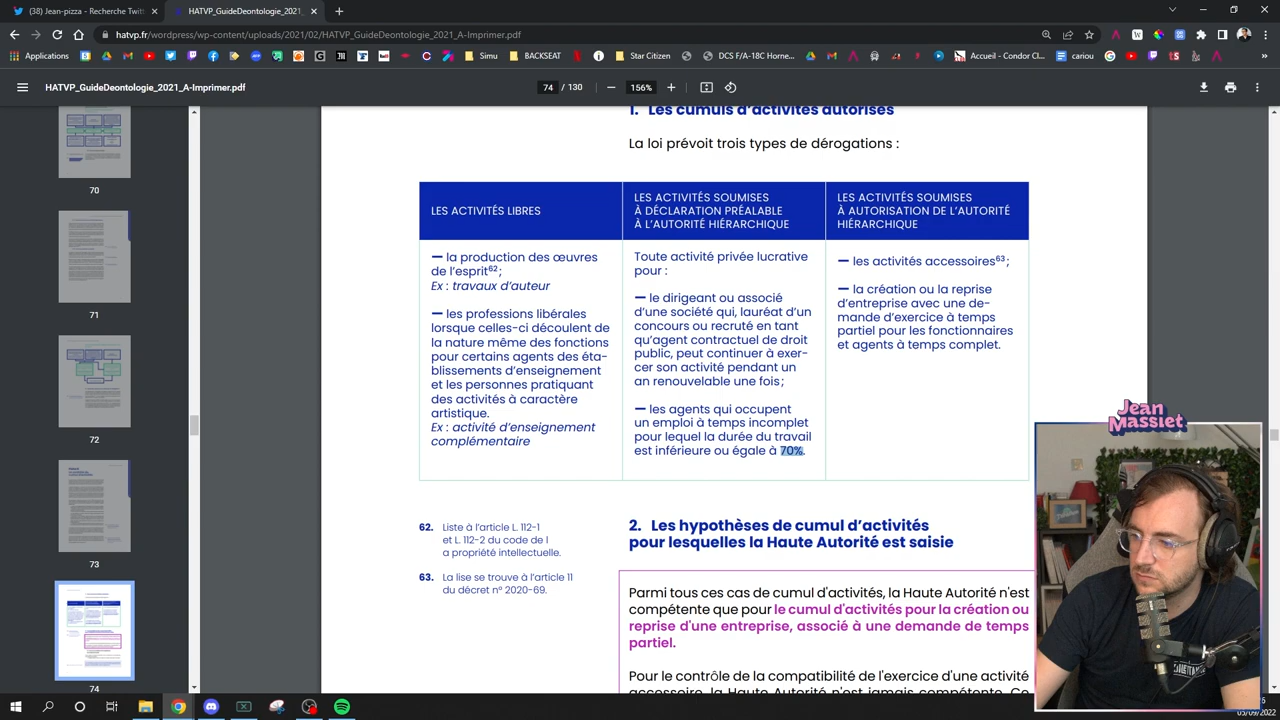 (38) Jean-pizza - Recherche Twitt
HATVP_GuideDeontologie_2021_
hatvp.fr/wordpress/wp-content/uploads/2021/02/HATVP_GuideDeontologie_2021_A-Imprimer.pdf
Applications
Simu
BACKSEAT
Star Citizen
DCS F/A-18C Horne...
Accueil - Condor Cl...
cariou
HATVP_GuideDeontologie_2021_A-Imprimer.pdf
74 / 130
156%
70
71
72
73
74
1. Les cumuls d'activités autorisés
La loi prévoit trois types de dérogations :
LES ACTIVITÉS LIBRES
— la production des œuvres
de l'esprit62 ;
Ex : travaux d'auteur
— les professions libérales
lorsque celles-ci découlent de
la nature même des fonctions
pour certains agents des éta-
blissements d'enseignement
et les personnes pratiquant
des activités à caractère
artistique.
Ex : activité d'enseignement
complémentaire
LES ACTIVITÉS SOUMISES
À DÉCLARATION PRÉALABLE
À L'AUTORITÉ HIÉRARCHIQUE
Toute activité privée lucrative
pour :
— le dirigeant ou associé
d'une société qui, lauréat d'un
concours ou recruté en tant
qu'agent contractuel de droit
public, peut continuer à exer-
cer son activité pendant un
an renouvelable une fois ;
— les agents qui occupent
un emploi à temps incomplet
pour lequel la durée du travail
est inférieure ou égale à 70%.
LES ACTIVITÉS SOUMISES
À AUTORISATION DE L'AUTORITÉ
HIÉRARCHIQUE
— les activités accessoires63 ;
— la création ou la reprise
d'entreprise avec une de-
mande d'exercice à temps
partiel pour les fonctionnaires
et agents à temps complet.
62. Liste à l'article L. 112-1
et L. 112-2 du code de l
a propriété intellectuelle.
63. La lise se trouve à l'article 11
du décret n° 2020-69.
2. Les hypothèses de cumul d'activités
pour lesquelles la Haute Autorité est saisie
Parmi tous ces cas de cumul d'activités, la Haute Autorité n'est
compétente que pour le cumul d'activités pour la création ou
reprise d'une entreprise, associé à une demande de temps
partiel.
Pour le contrôle de la compatibilité de l'exercice d'une activité
accessoire, la Haute Autorité n'est jamais compétente. Ce
Jean
Massiet
05/09/2022